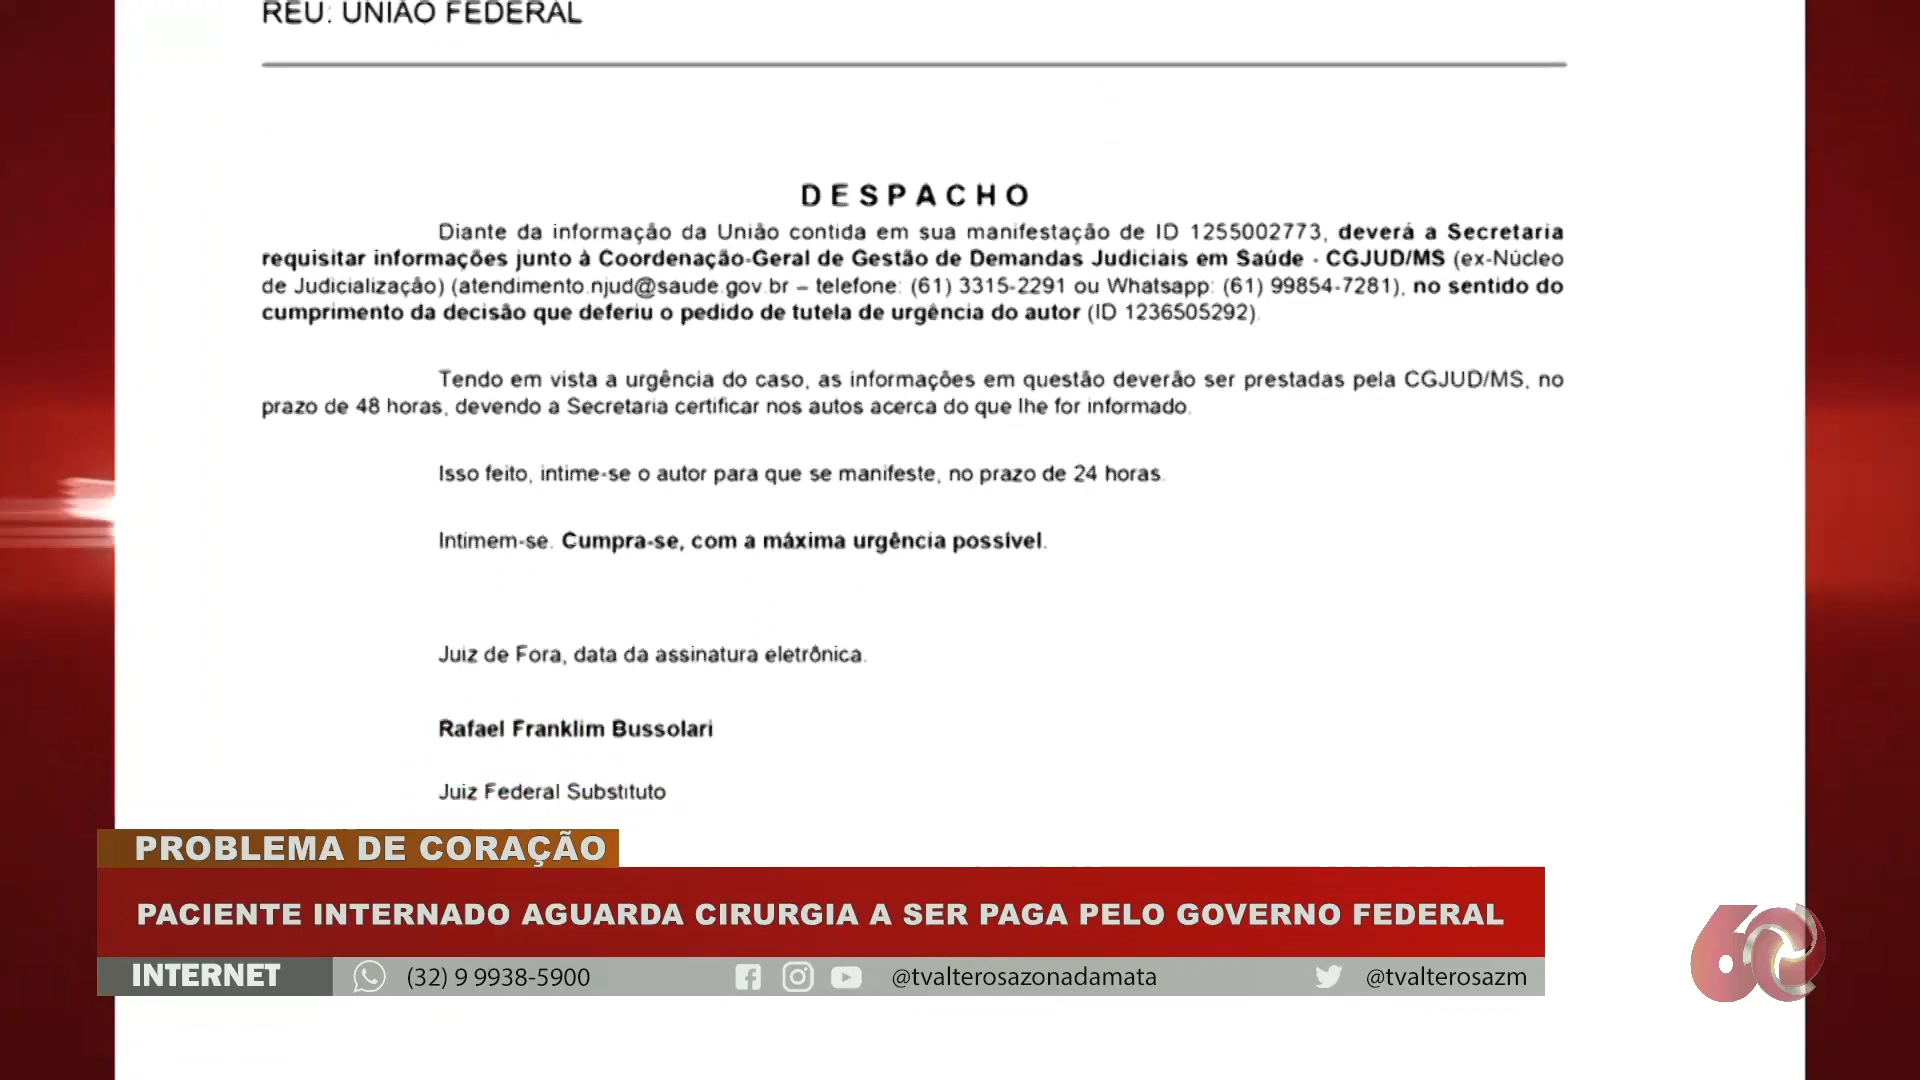 REU: UNIÃO FEDERAL
DESPACHO
Diante da informação da União contida em sua manifestação de ID 1255002773, deverá a Secretaria
requisitar informações junto à Coordenação-Geral de Gestão de Demandas Judiciais em Saúde - CGJUD/MS (ex-Núcleo
de Judicialização) (atendimento.njud@saude.gov.br – telefone: (61) 3315-2291 ou Whatsapp: (61) 99854-7281), no sentido do
cumprimento da decisão que deferiu o pedido de tutela de urgência do autor (ID 1236505292).
Tendo em vista a urgência do caso, as informações em questão deverão ser prestadas pela CGJUD/MS, no
prazo de 48 horas, devendo a Secretaria certificar nos autos acerca do que lhe for informado.
Isso feito, intime-se o autor para que se manifeste, no prazo de 24 horas.
Intimem-se. Cumpra-se, com a máxima urgência possível.
Juiz de Fora, data da assinatura eletrônica.
Rafael Franklim Bussolari
Juiz Federal Substituto
PROBLEMA DE CORAÇÃO
PACIENTE INTERNADO AGUARDA CIRURGIA A SER PAGA PELO GOVERNO FEDERAL
INTERNET (32) 9 9938-5900 @tvalterosazonadamata @tvalterosazm